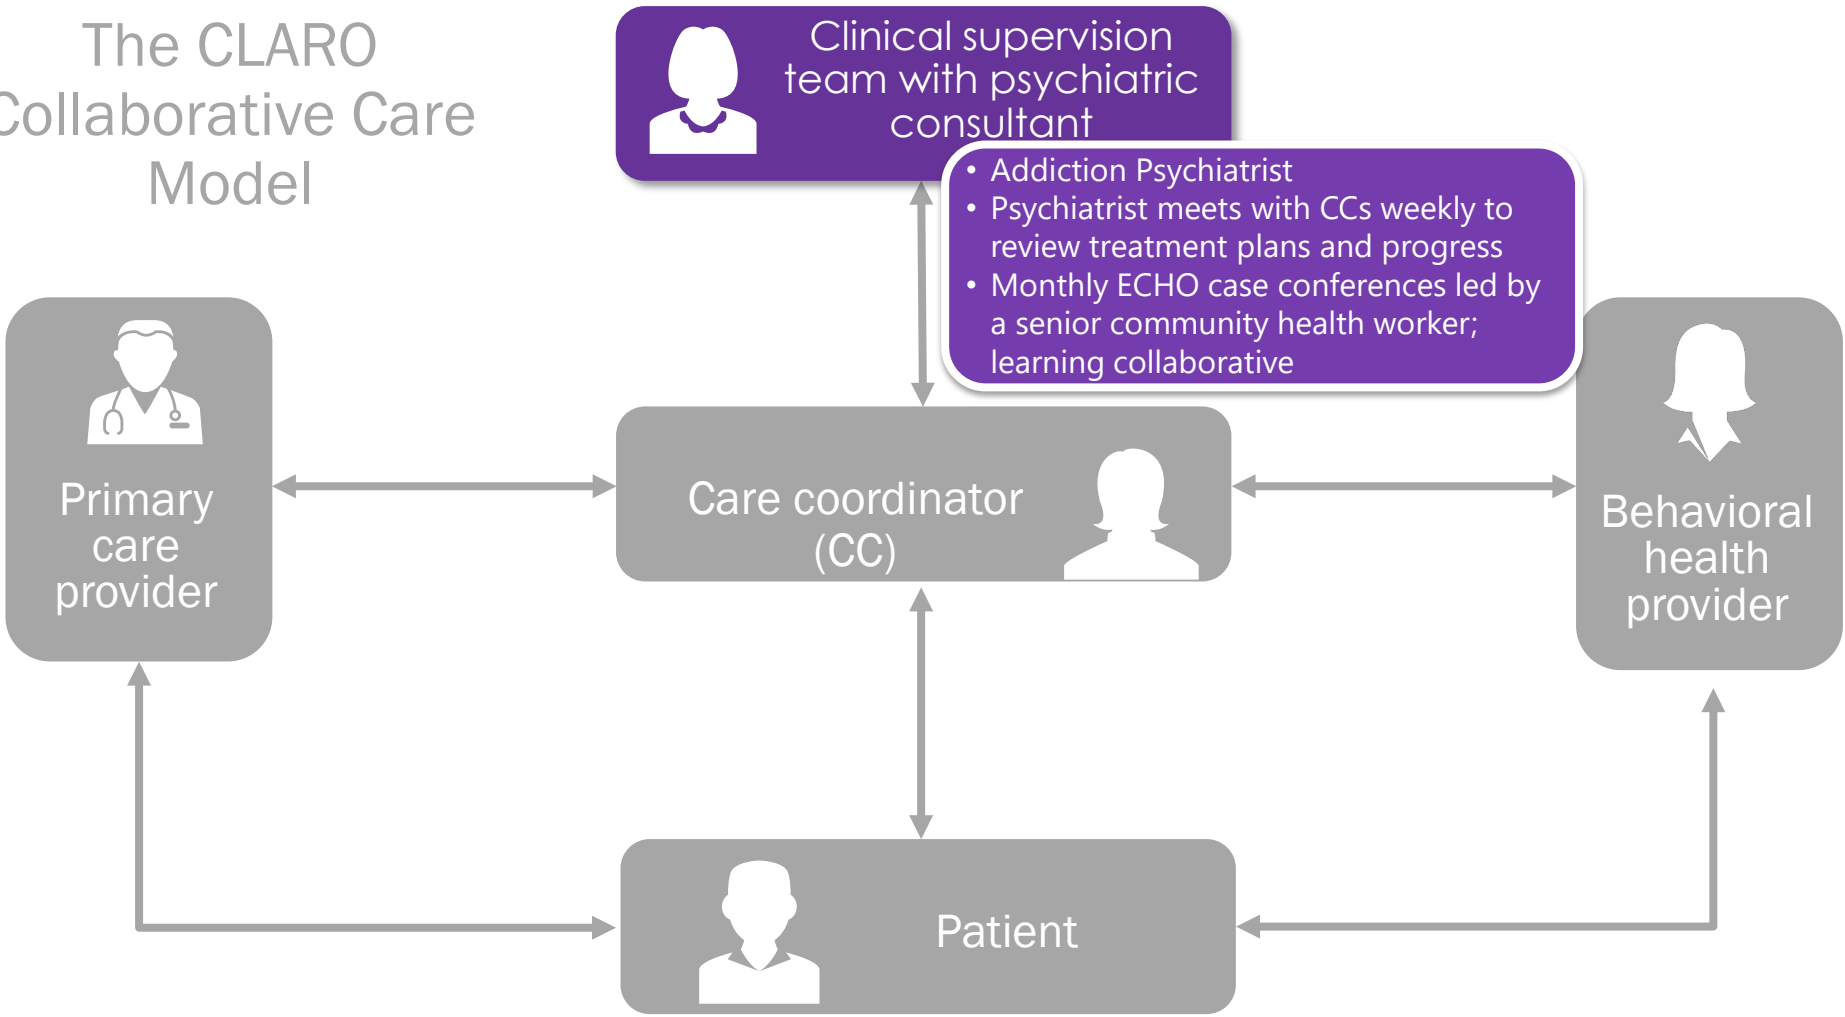 The CLARO
Collaborative Care
Model
Clinical supervision
team with psychiatric
consultant
• Addiction Psychiatrist
• Psychiatrist meets with CCs weekly to
review treatment plans and progress
• Monthly ECHO case conferences led by
a senior community health worker;
learning collaborative
Primary
care
provider
Care coordinator
(CC)
Behavioral
health
provider
Patient